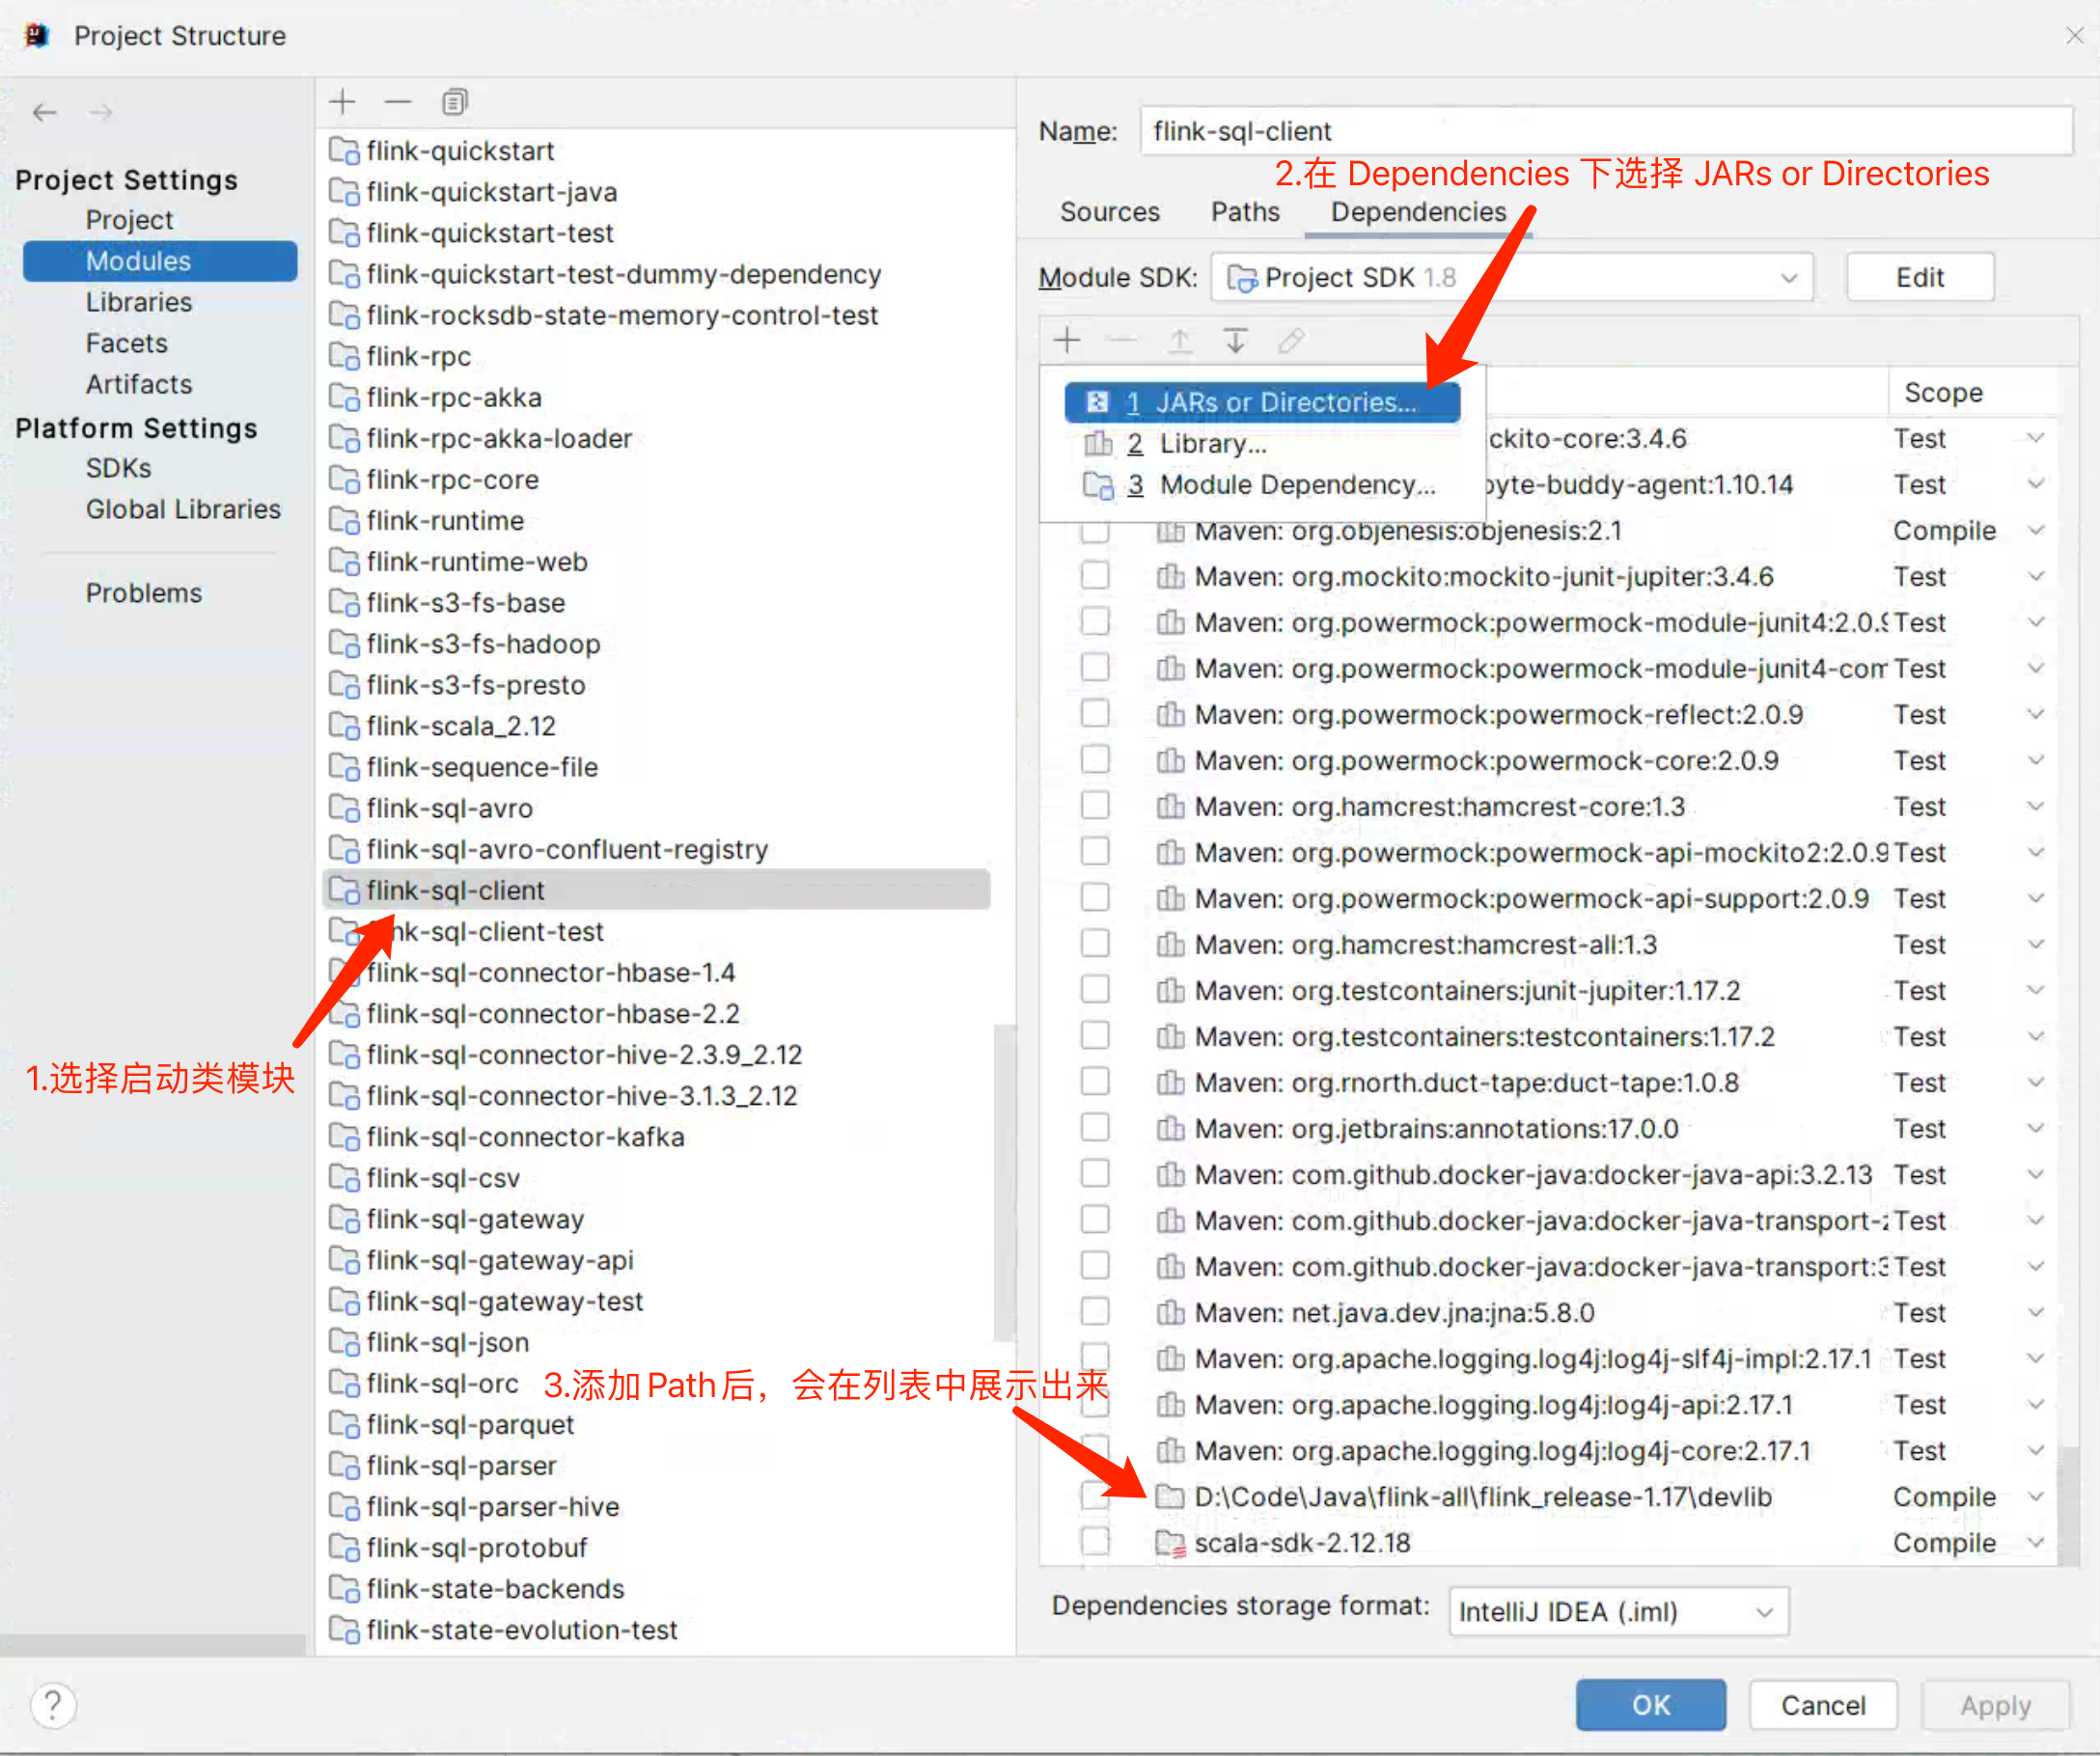 Project Structure
Project Settings
Project
Modules
Libraries
Facets
Artifacts
Platform Settings
SDKs
Global Libraries
Problems
flink-quickstart
flink-quickstart-java
flink-quickstart-test
flink-quickstart-test-dummy-dependency
flink-rocksdb-state-memory-control-test
flink-rpc
flink-rpc-akka
flink-rpc-akka-loader
flink-rpc-core
flink-runtime
flink-runtime-web
flink-s3-fs-base
flink-s3-fs-hadoop
flink-s3-fs-presto
flink-scala_2.12
flink-sequence-file
flink-sql-avro
flink-sql-avro-confluent-registry
flink-sql-client
nk-sql-client-test
flink-sql-connector-hbase-1.4
flink-sql-connector-hbase-2.2
flink-sql-connector-hive-2.3.9_2.12
1.选择启动类模块
flink-sql-connector-hive-3.1.3_2.12
flink-sql-connector-kafka
flink-sql-csv
flink-sql-gateway
flink-sql-gateway-api
flink-sql-gateway-test
flink-sql-json
flink-sql-orc
3.添加 Path 后，会在列表中展示出来
flink-sql-parquet
flink-sql-parser
flink-sql-parser-hive
flink-sql-protobuf
flink-state-backends
flink-state-evolution-test
Name: flink-sql-client
2.在 Dependencies 下选择 JARs or Directories
Sources Paths Dependencies
Module SDK: Project SDK 1.8 Edit
Scope
1 JARs or Directories...
2 Library...
3 Module Dependency...
ckito-core:3.4.6 Test
byte-buddy-agent:1.10.14 Test
Maven: org.objenesis:objenesis:2.1 Compile
Maven: org.mockito:mockito-junit-jupiter:3.4.6 Test
Maven: org.powermock:powermock-module-junit4:2.0.9 Test
Maven: org.powermock:powermock-module-junit4-com Test
Maven: org.powermock:powermock-reflect:2.0.9 Test
Maven: org.powermock:powermock-core:2.0.9 Test
Maven: org.hamcrest:hamcrest-core:1.3 Test
Maven: org.powermock:powermock-api-mockito2:2.0.9 Test
Maven: org.powermock:powermock-api-support:2.0.9 Test
Maven: org.hamcrest:hamcrest-all:1.3 Test
Maven: org.testcontainers:junit-jupiter:1.17.2 Test
Maven: org.testcontainers:testcontainers:1.17.2 Test
Maven: org.rnorth.duct-tape:duct-tape:1.0.8 Test
Maven: org.jetbrains:annotations:17.0.0 Test
Maven: com.github.docker-java:docker-java-api:3.2.13 Test
Maven: com.github.docker-java:docker-java-transport-z Test
Maven: com.github.docker-java:docker-java-transport:3 Test
Maven: net.java.dev.jna:jna:5.8.0 Test
Maven: org.apache.logging.log4j:log4j-slf4j-impl:2.17.1 Test
Maven: org.apache.logging.log4j:log4j-api:2.17.1 Test
Maven: org.apache.logging.log4j:log4j-core:2.17.1 Test
D:\Code\Java\flink-all\flink_release-1.17\devlib Compile
scala-sdk-2.12.18 Compile
Dependencies storage format: IntelliJ IDEA (.iml)
? OK Cancel Apply